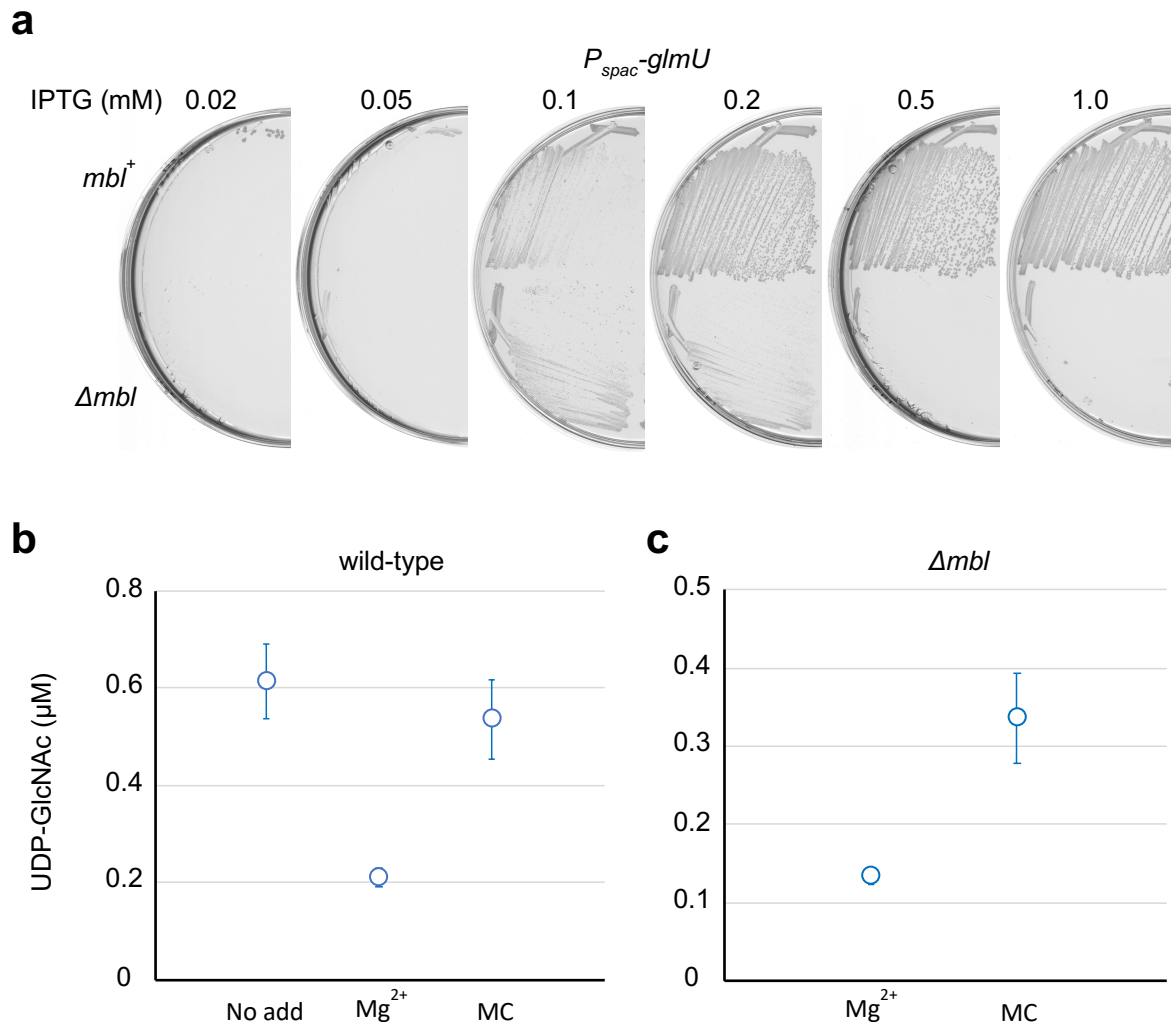 a
P_spac-glmU
IPTG (mM) 0.02 0.05 0.1 0.2 0.5 1.0
mbl⁺
Δmbl
b c
wild-type Δmbl
UDP-GlcNAc (μM)
0.8
0.6
0.4
0.2
0
No add Mg²⁺ MC
0.5
0.4
0.3
0.2
0.1
0
Mg²⁺ MC